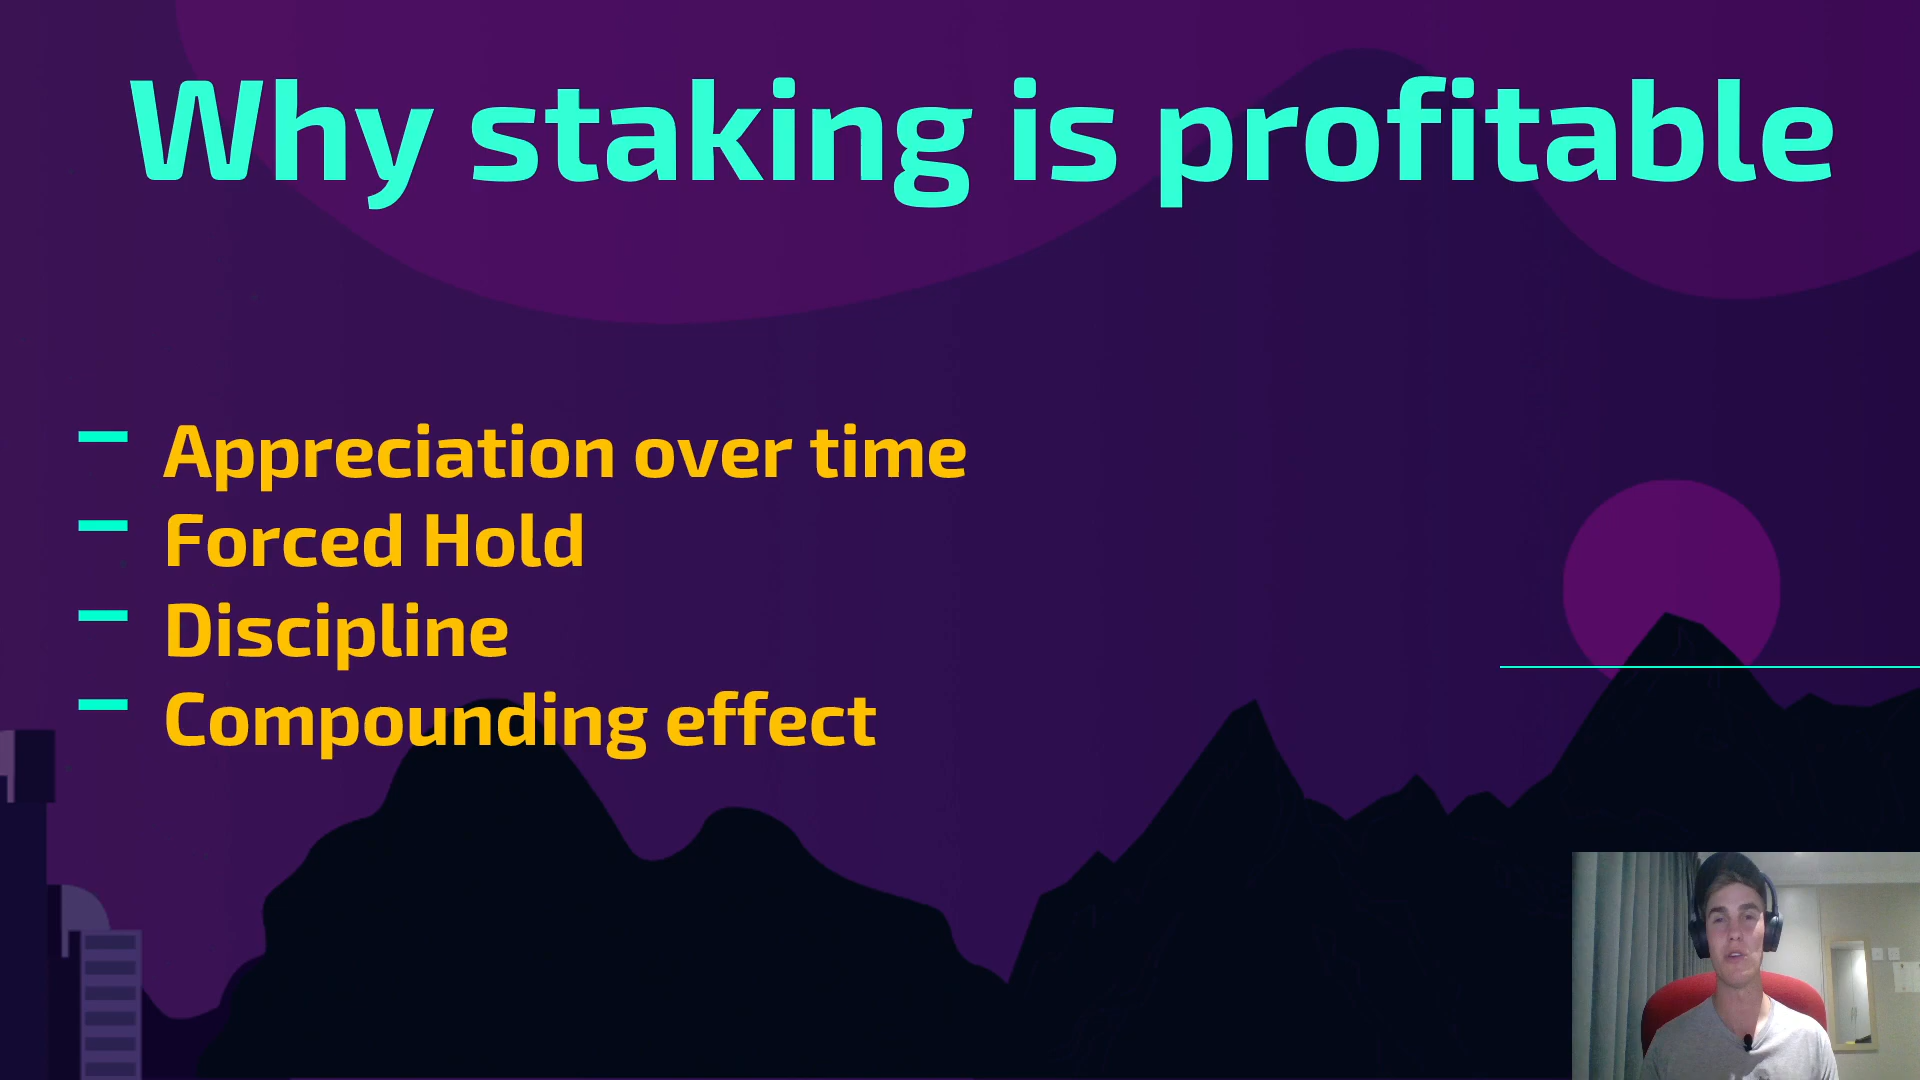 Why staking is profitable
Appreciation over time
Forced Hold
Discipline
Compounding effect